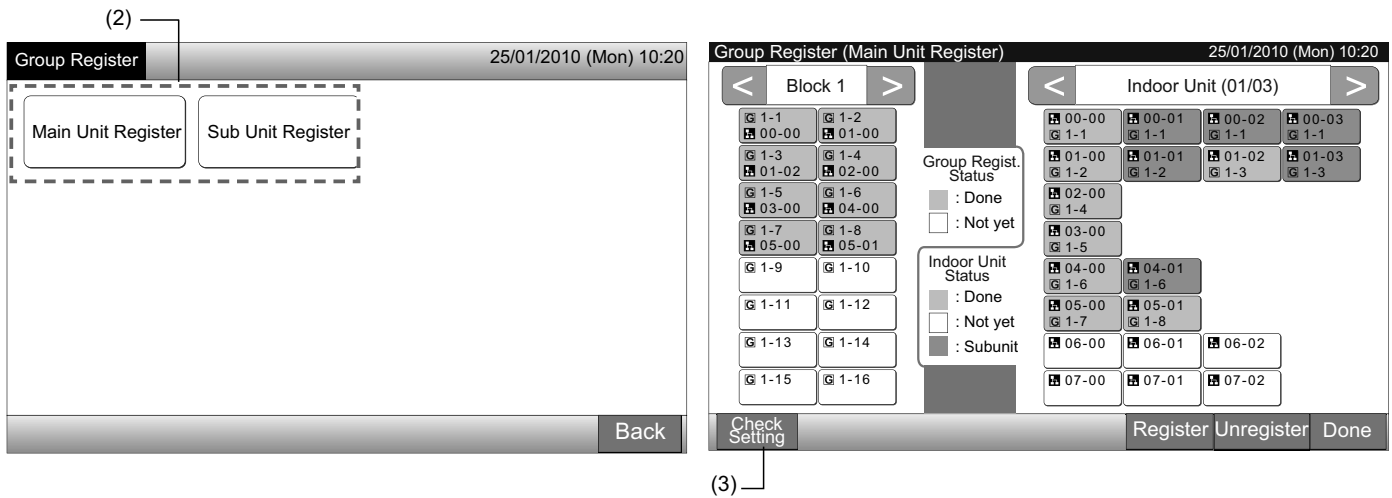 (2)
Group Register
25/01/2010 (Mon) 10:20
Main Unit Register
Sub Unit Register
Back
Group Register (Main Unit Register)
25/01/2010 (Mon) 10:20
< Block 1 >
G 1-1 G 1-2
00-00 01-00
G 1-3 G 1-4
01-02 02-00
G 1-5 G 1-6
03-00 04-00
G 1-7 G 1-8
05-00 05-01
G 1-9 G 1-10
G 1-11 G 1-12
G 1-13 G 1-14
G 1-15 G 1-16
Group Regist.
Status
: Done
: Not yet
Indoor Unit
Status
: Done
: Not yet
: Subunit
< Indoor Unit (01/03) >
00-00 00-01 00-02 00-03
G 1-1 G 1-1 G 1-1 G 1-1
01-00 01-01 01-02 01-03
G 1-2 G 1-2 G 1-3 G 1-3
02-00
G 1-4
03-00
G 1-5
04-00 04-01
G 1-6 G 1-6
05-00 05-01
G 1-7 G 1-8
06-00 06-01 06-02
07-00 07-01 07-02
Check
Setting
Register Unregister Done
(3)